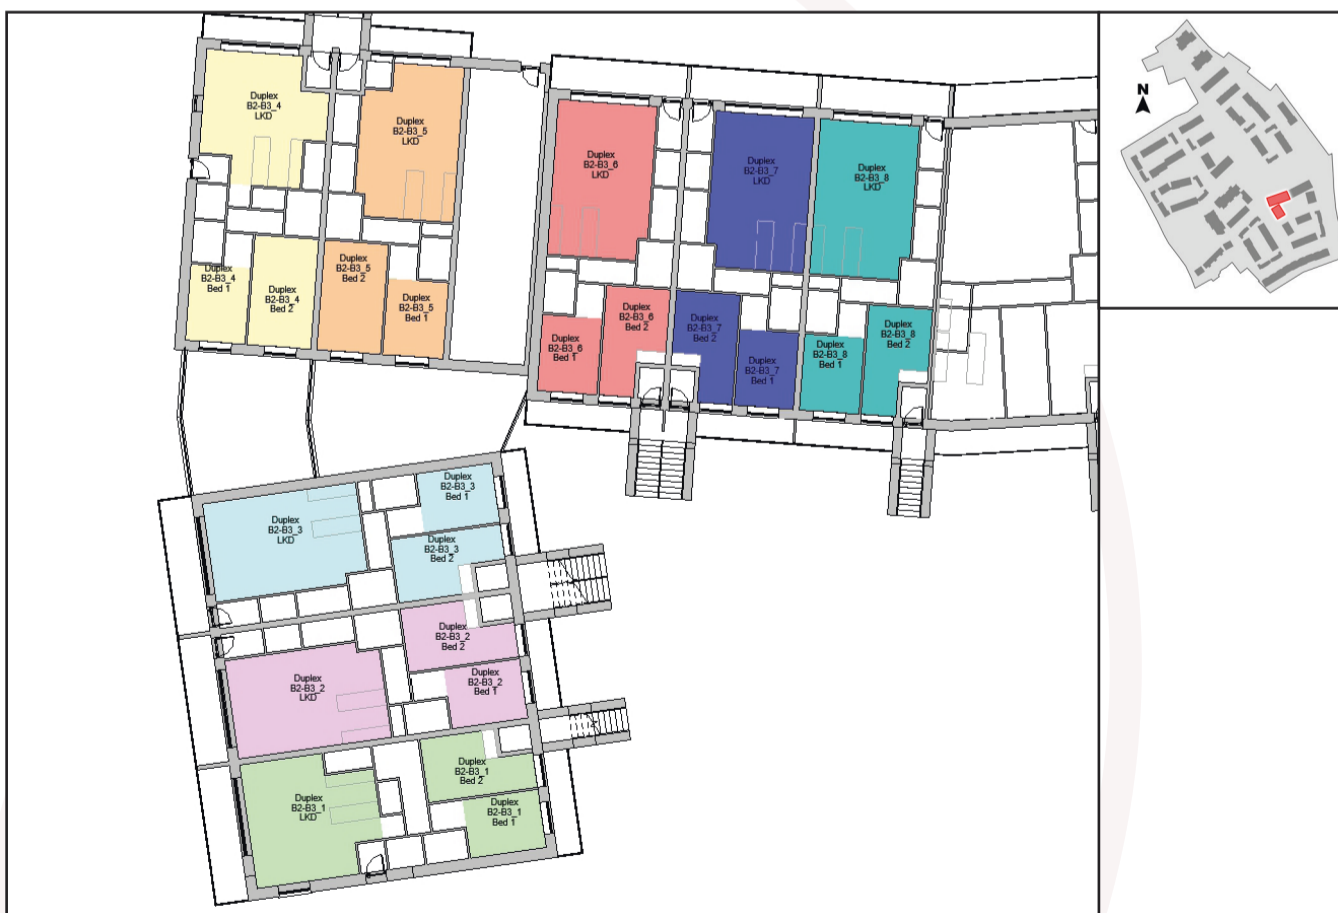 Duplex
B2-B3_4
LKD
Duplex
B2-B3_5
LKD
Duplex
B2-B3_6
LKD
Duplex
B2-B3_7
LKD
Duplex
B2-B3_8
LKD
N
Duplex
B2-B3_4
Bed 1
Duplex
B2-B3_4
Bed 2
Duplex
B2-B3_5
Bed 2
Duplex
B2-B3_5
Bed 1
Duplex
B2-B3_6
Bed 1
Duplex
B2-B3_6
Bed 2
Duplex
B2-B3_7
Bed 2
Duplex
B2-B3_7
Bed 1
Duplex
B2-B3_8
Bed 1
Duplex
B2-B3_8
Bed 2
Duplex
B2-B3_3
LKD
Duplex
B2-B3_3
Bed 1
Duplex
B2-B3_3
Bed 2
Duplex
B2-B3_2
Bed 2
Duplex
B2-B3_2
LKD
Duplex
B2-B3_2
Bed 1
Duplex
B2-B3_1
Bed 2
Duplex
B2-B3_1
LKD
Duplex
B2-B3_1
Bed 1